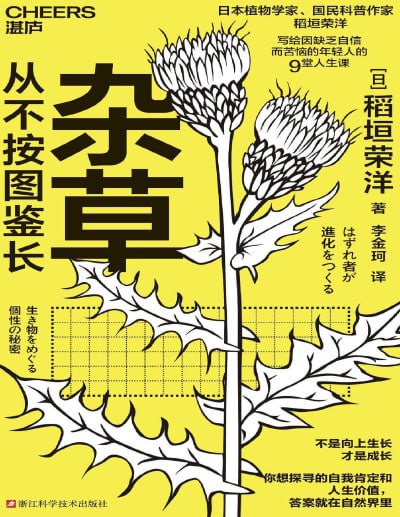 CHEERS
湛庐
日本植物学家、国民科普作家
稻垣荣洋
写给因缺乏自信
而苦恼的年轻人的
9堂人生课
杂草
从不按图鉴长
[日]稻垣荣洋 著
李金珂 译
はずれ者が
進化をつくる
生き物をめぐる
個性の秘密
不是向上生长
才是成长
你想探寻的自我肯定和
人生价值，
答案就在自然界里
浙江科学技术出版社